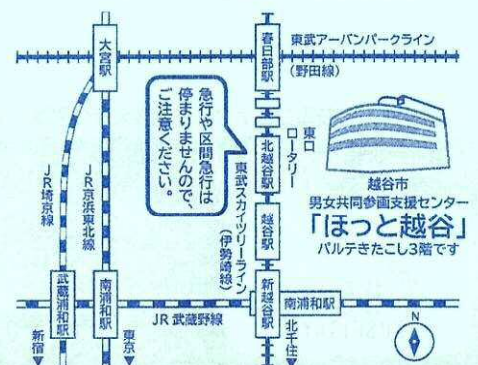 大宮駅
春日部駅
東武アーバンパークライン
(野田線)
急行や区間急行は
停まりませんので、
ご注意ください。
東口
ロータリー
北越谷駅
越谷駅
新越谷駅
東武スカイツリーライン
(伊勢崎線)
越谷市
男女共同参画支援センター
「ほっと越谷」
パルテきたこし3階です
JR埼京線
JR京浜東北線
武蔵浦和駅
南浦和駅
JR武蔵野線
南浦和駅
新宿▼
東京▼
北千住▼
N